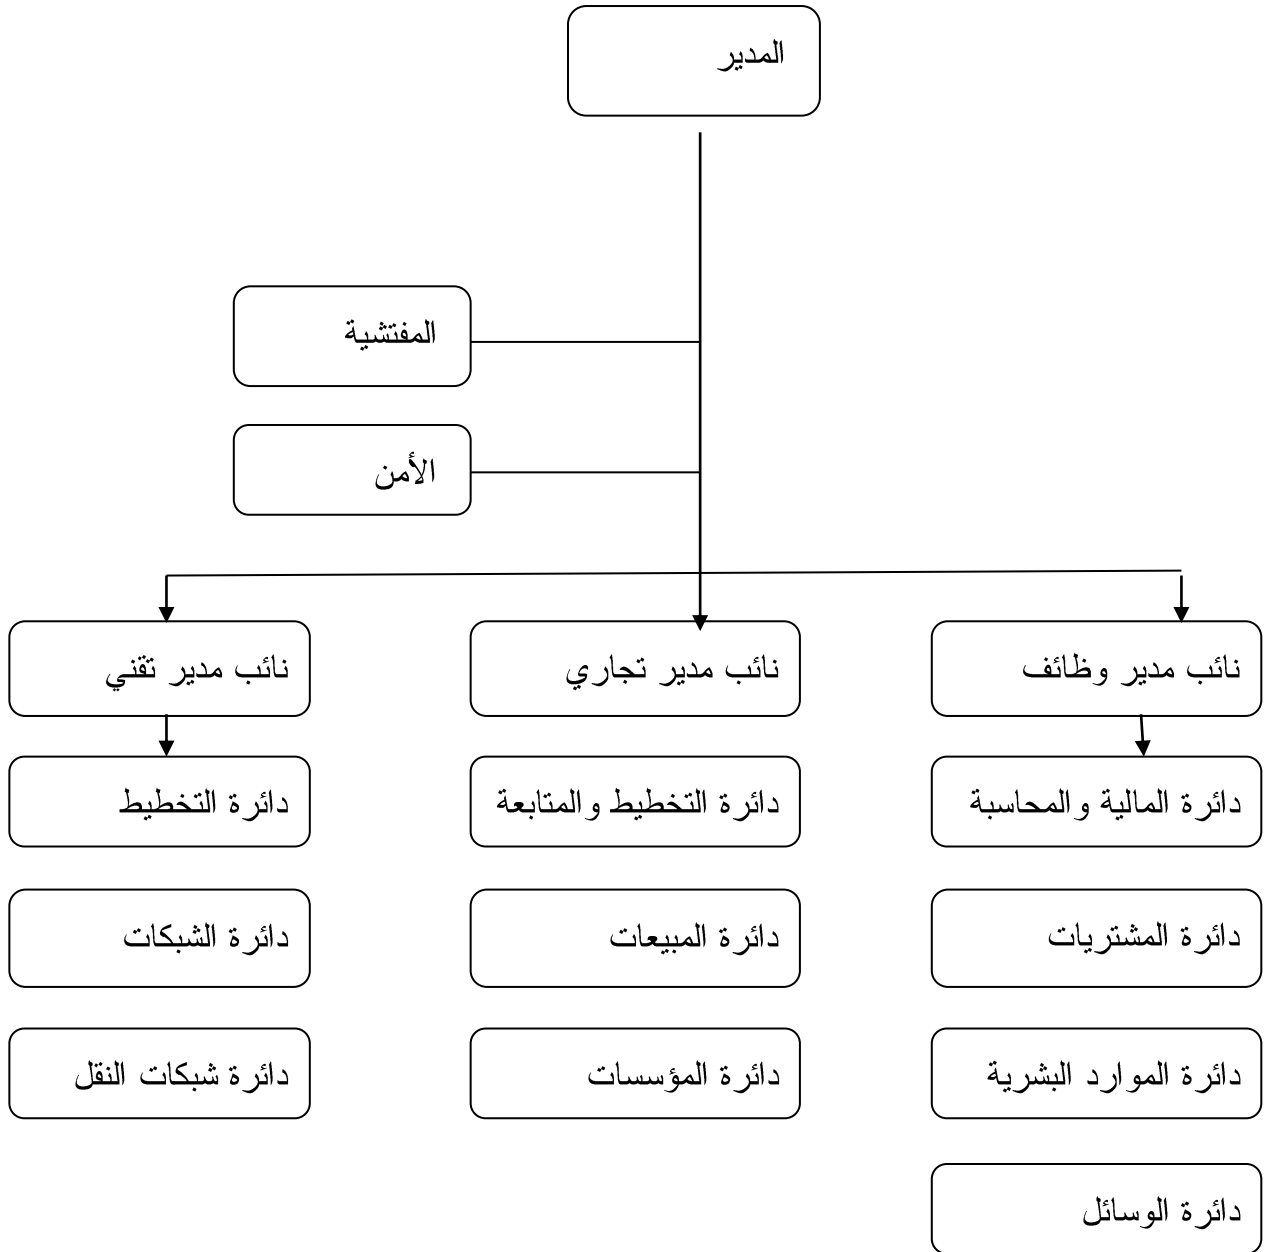 المدير
المفتشية
الأمن
نائب مدير وظائف
نائب مدير تجاري
نائب مدير تقني
دائرة المالية والمحاسبة
دائرة التخطيط والمتابعة
دائرة التخطيط
دائرة المشتريات
دائرة المبيعات
دائرة الشبكات
دائرة الموارد البشرية
دائرة المؤسسات
دائرة شبكات النقل
دائرة الوسائل